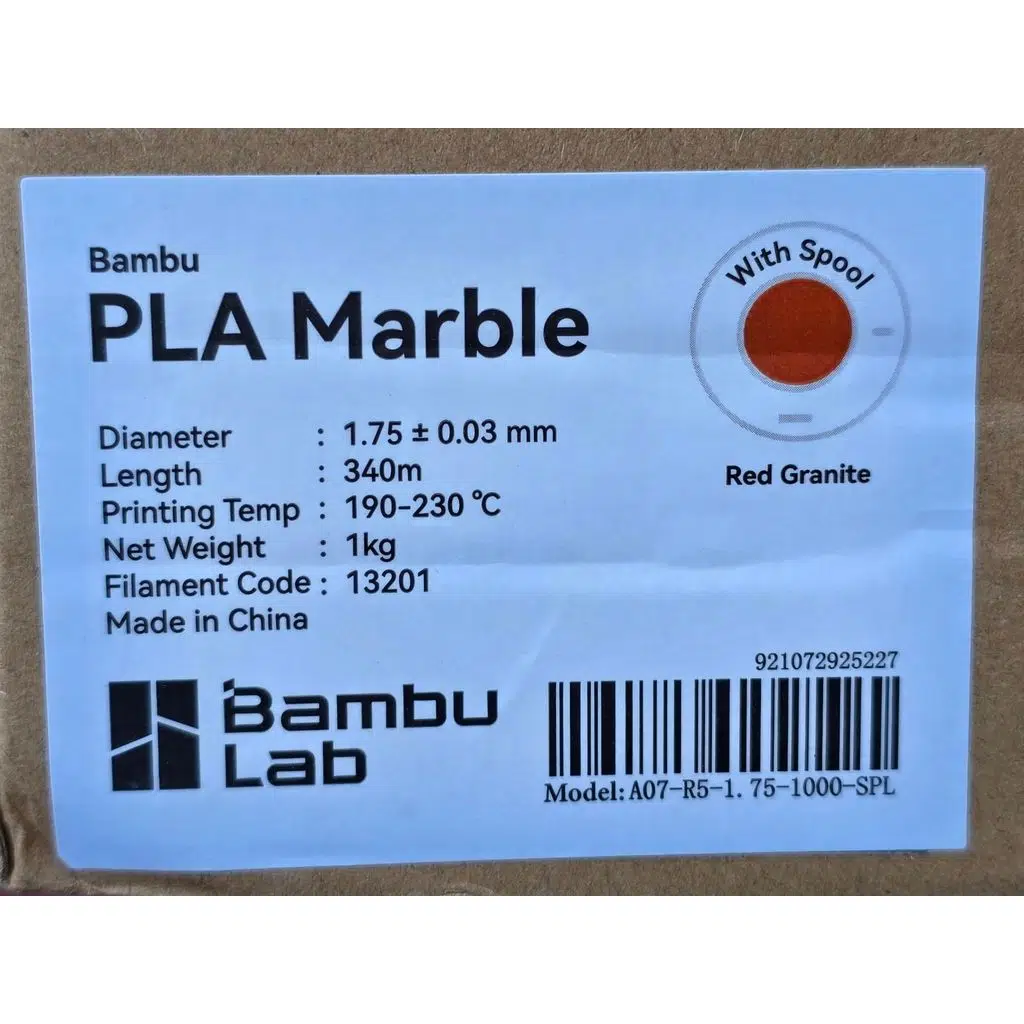 Bambu
PLA Marble
With Spool
Red Granite
Diameter : 1.75 ± 0.03 mm
Length : 340m
Printing Temp : 190-230 ℃
Net Weight : 1kg
Filament Code : 13201
Made in China
Bambu
Lab
921072925227
Model:A07-R5-1.75-1000-SPL